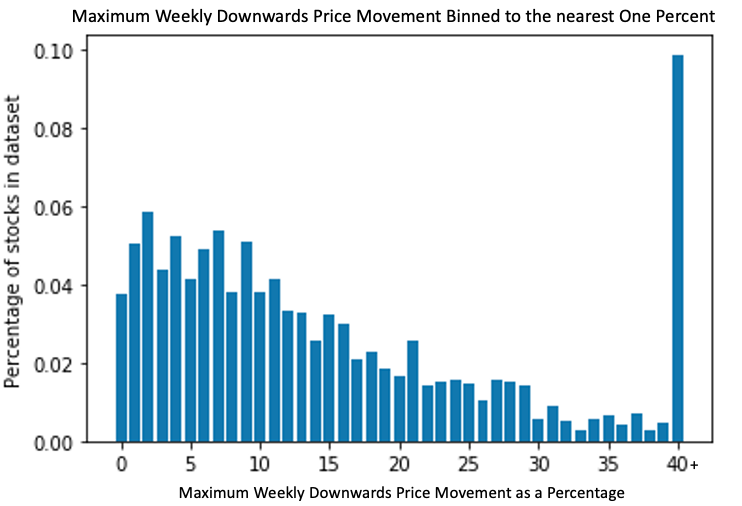 Maximum Weekly Downwards Price Movement Binned to the nearest One Percent
Percentage of stocks in dataset
0.10
0.08
0.06
0.04
0.02
0.00
0 5 10 15 20 25 30 35 40+
Maximum Weekly Downwards Price Movement as a Percentage